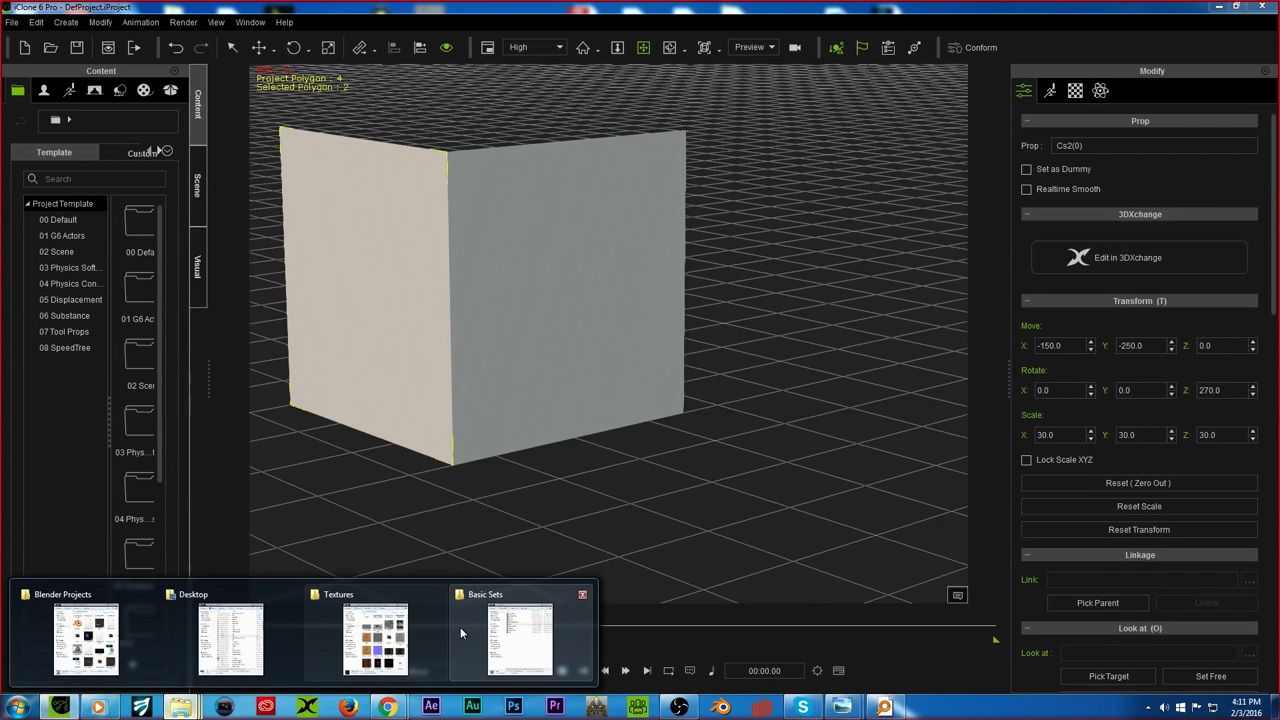 iClone 6 Pro - DefProject.iProject
File Edit Create Modify Animation Render View Window Help
High
Preview
Conform
Content
Modify
Project Polygon : 4
Selected Polygon : 2
Content
Scene
Visual
Template
Custom
Search
Project Template
00 Default
01 G6 Actors
02 Scene
03 Physics Soft...
04 Physics Con...
05 Displacement
06 Substance
07 Tool Props
08 SpeedTree
00 Defa
01 G6 Ac
02 Scen
03 Phys...
04 Phys...t
Prop
Prop : Cs2(0)
Set as Dummy
Realtime Smooth
3DXchange
Edit in 3DXchange
Transform (T)
Move:
X: -150.0 Y: -250.0 Z: 0.0
Rotate:
X: 0.0 Y: 0.0 Z: 270.0
Scale:
X: 30.0 Y: 30.0 Z: 30.0
Lock Scale XYZ
Reset ( Zero Out )
Reset Scale
Reset Transform
Linkage
Link:
Parent
Look at (O)
Look at:
Pick Target Set Free
Blender Projects Desktop Textures Basic Sets
00:00:00
Ae Au Ps Pr
4:11 PM
2/3/2016